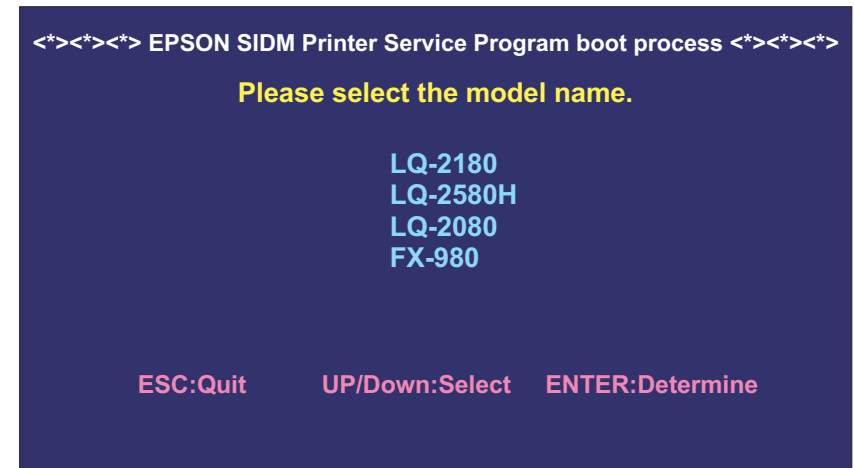 <*><*><*> EPSON SIDM Printer Service Program boot process <*><*><*>
Please select the model name.
LQ-2180
LQ-2580H
LQ-2080
FX-980
ESC:Quit UP/Down:Select ENTER:Determine